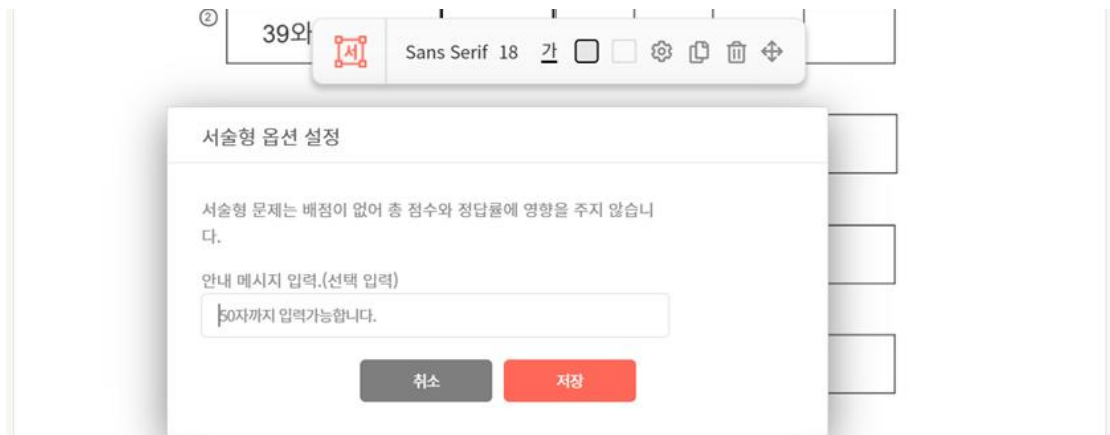 ②
39와
서 Sans Serif 18 가
서술형 옵션 설정
서술형 문제는 배점이 없어 총 점수와 정답률에 영향을 주지 않습니
다.
안내 메시지 입력.(선택 입력)
50자까지 입력가능합니다.
취소 저장